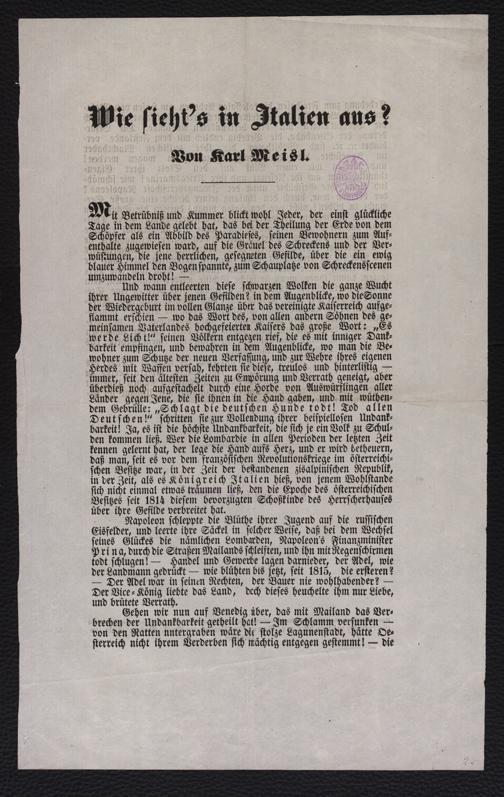 Wie sieht's in Italien aus?
Von Karl Meisl.
Mit Betrübniß und Kummer blickt wohl Jeder, der einst glückliche
Tage in dem Lande gelebt hat, das bei der Theilung der Erde von dem
Schöpfer als ein Abbild des Paradieses, seinen Bewohnern zum Auf-
enthalte zugewiesen ward, auf die Gräuel des Schreckens und der Ver-
wüstungen, die jene herrlichen, gesegneten Gefilde, über die ein ewig
blauer Himmel den Bogen spannte, zum Schauplatze von Schreckensscenen
umzuwandeln droht! —
Und wann entleerten diese schwarzen Wolken die ganze Wucht
ihrer Ungewitter über jenen Gefilden? in dem Augenblicke, wo die Sonne
der Wiedergeburt im vollen Glanze über das vereinigte Kaiserreich aufge-
flammt erschien — wo das Wort des, von allen andern Söhnen des ge-
meinsamen Vaterlandes hochgefeierten Kaisers das große Wort: „Es
werde Licht!" seinen Völkern entgegen rief, die es mit inniger Dank-
barkeit empfingen, und bewahren in dem Augenblicke, wo man die Be-
wohner zum Schutze der neuen Verfassung, und zur Wehre ihres eigenen
Herdes mit Waffen versah, kehrten sie diese, treulos und hinterlistig —
immer, seit den ältesten Zeiten zu Empörung und Verrath geneigt, aber
überdieß noch aufgestachelt durch eine Horde von Auswürflingen aller
Länder gegen Jene, die sie ihnen in die Hand gaben, und mit wüthen-
dem Gebrülle: „Schlagt die deutschen Hunde todt! Tod allen
Deutschen!" schritten sie zur Vollendung ihrer beispiellosen Undank-
barkeit! Ja, es ist die höchste Undankbarkeit, die sich je ein Volk zu Schul-
den kommen ließ. Wer die Lombardie in allen Perioden der letzten Zeit
kennen gelernt hat, der lege die Hand aufs Herz, und er wird betheuern,
daß man, seit es vor dem französischen Revolutionskriege im österreichi-
schen Besitze war, in der Zeit der bestandenen zisalpinischen Republik,
in der Zeit, als es Königreich Italien hieß, von jenem Wohlstande
sich nicht einmal etwas träumen ließ, den die Epoche des österreichischen
Besitzes seit 1814 diesem bevorzugten Schoßkinde des Herrscherhauses
über ihre Gefilde verbreitet hat.
Napoleon schleppte die Blüthe ihrer Jugend auf die russischen
Eisfelder, und leerte ihre Säckel in solcher Weise, daß bei dem Wechsel
seines Glücks die nämlichen Lombarden, Napoleon's Finanzminister
Prina, durch die Straßen Mailands schleiften, und ihn mit Regenschirmen
todt schlugen! — Handel und Gewerbe lagen darnieder, der Adel, wie
der Landmann gedrückt — wie blühten bis jetzt, seit 1815, die ersteren?
— Der Adel war in seinen Rechten, der Bauer nie wohlhabender? —
Der Vice-König liebte das Land, doch dieses heuchelte ihm nur Liebe,
und brütete Verrath.
Gehen wir nun auf Venedig über, das mit Mailand das Ver-
brechen der Undankbarkeit getheilt hat! — Im Schlamm versunken —
von den Ratten untergraben wäre die stolze Lagunenstadt, hätte Oe-
sterreich nicht ihrem Verderben sich mächtig entgegen gestemmt! — die